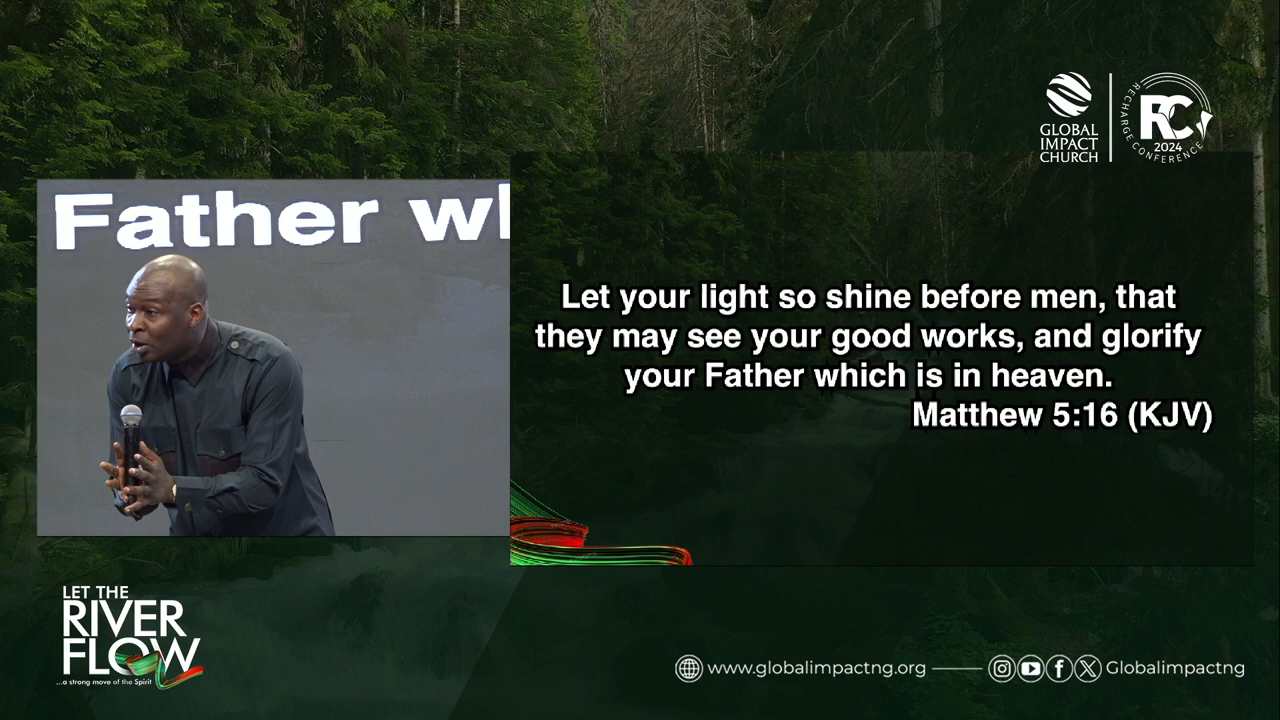 GLOBAL
IMPACT
CHURCH
RECHARGE CONFERENCE
RC
2024
Father wh
Let your light so shine before men, that
they may see your good works, and glorify
your Father which is in heaven.
Matthew 5:16 (KJV)
LET THE
RIVER
FLOW
...a strong move of the Spirit
www.globalimpactng.org
Globalimpactng